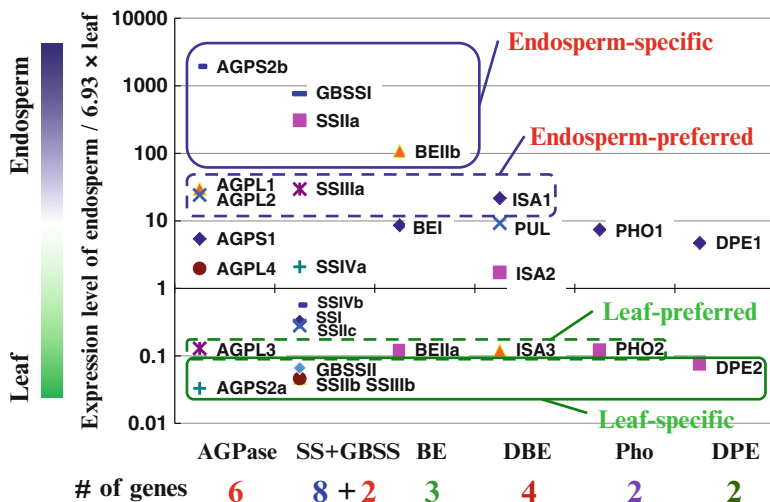 Endosperm
Leaf
Expression level of endosperm / 6.93 × leaf
10000
1000
100
10
1
0.1
0.01
Endosperm-specific
AGPS2b
GBSSI
SSIIa
BEIIb
Endosperm-preferred
AGPL1
AGPL2
SSIIIa
ISA1
AGPS1
BEI
PUL
PHO1
DPE1
AGPL4
SSIVa
ISA2
SSIVb
SSI
SSIIc
Leaf-preferred
AGPL3
BEIIa
ISA3
PHO2
GBSSII
DPE2
AGPS2a
SSIIb SSIIIb
Leaf-specific
AGPase SS+GBSS BE DBE Pho DPE
# of genes 6 8 + 2 3 4 2 2